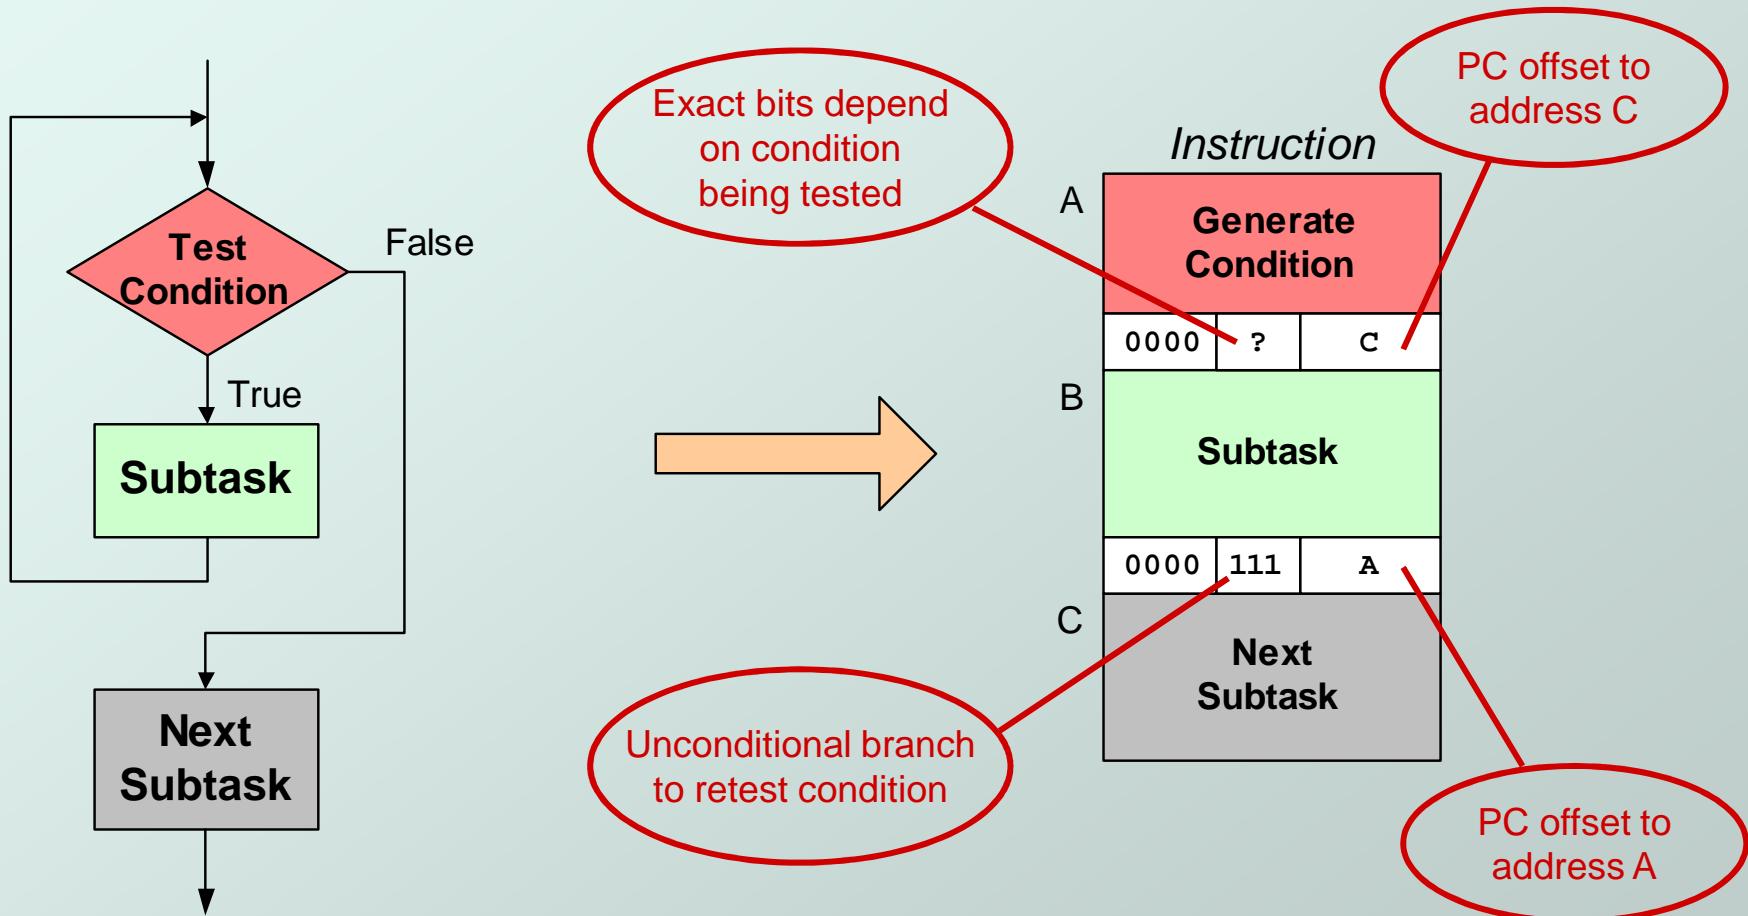 Test
Condition
False
True
Subtask
Next
Subtask
Exact bits depend
on condition
being tested
PC offset to
address C
Instruction
A
Generate
Condition
0000 ? C
B
Subtask
0000 111 A
C
Next
Subtask
Unconditional branch
to retest condition
PC offset to
address A